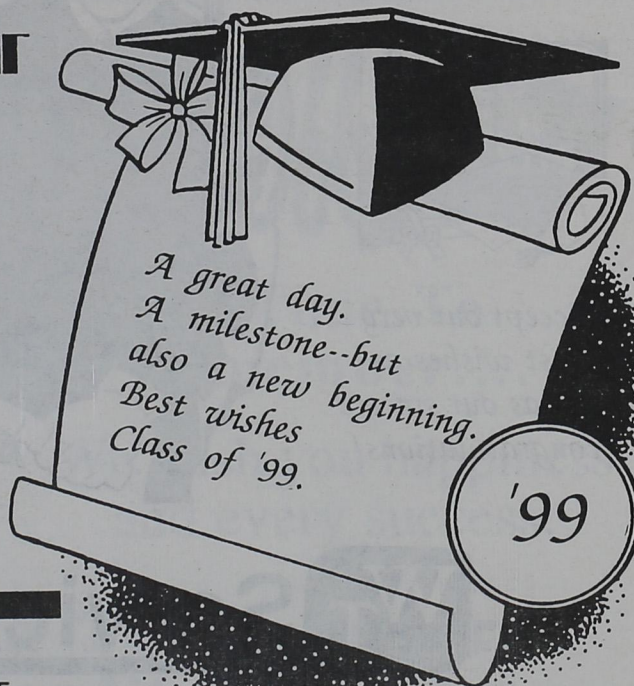 A great day.
A milestone--but
also a new beginning.
Best wishes
Class of '99.
'99